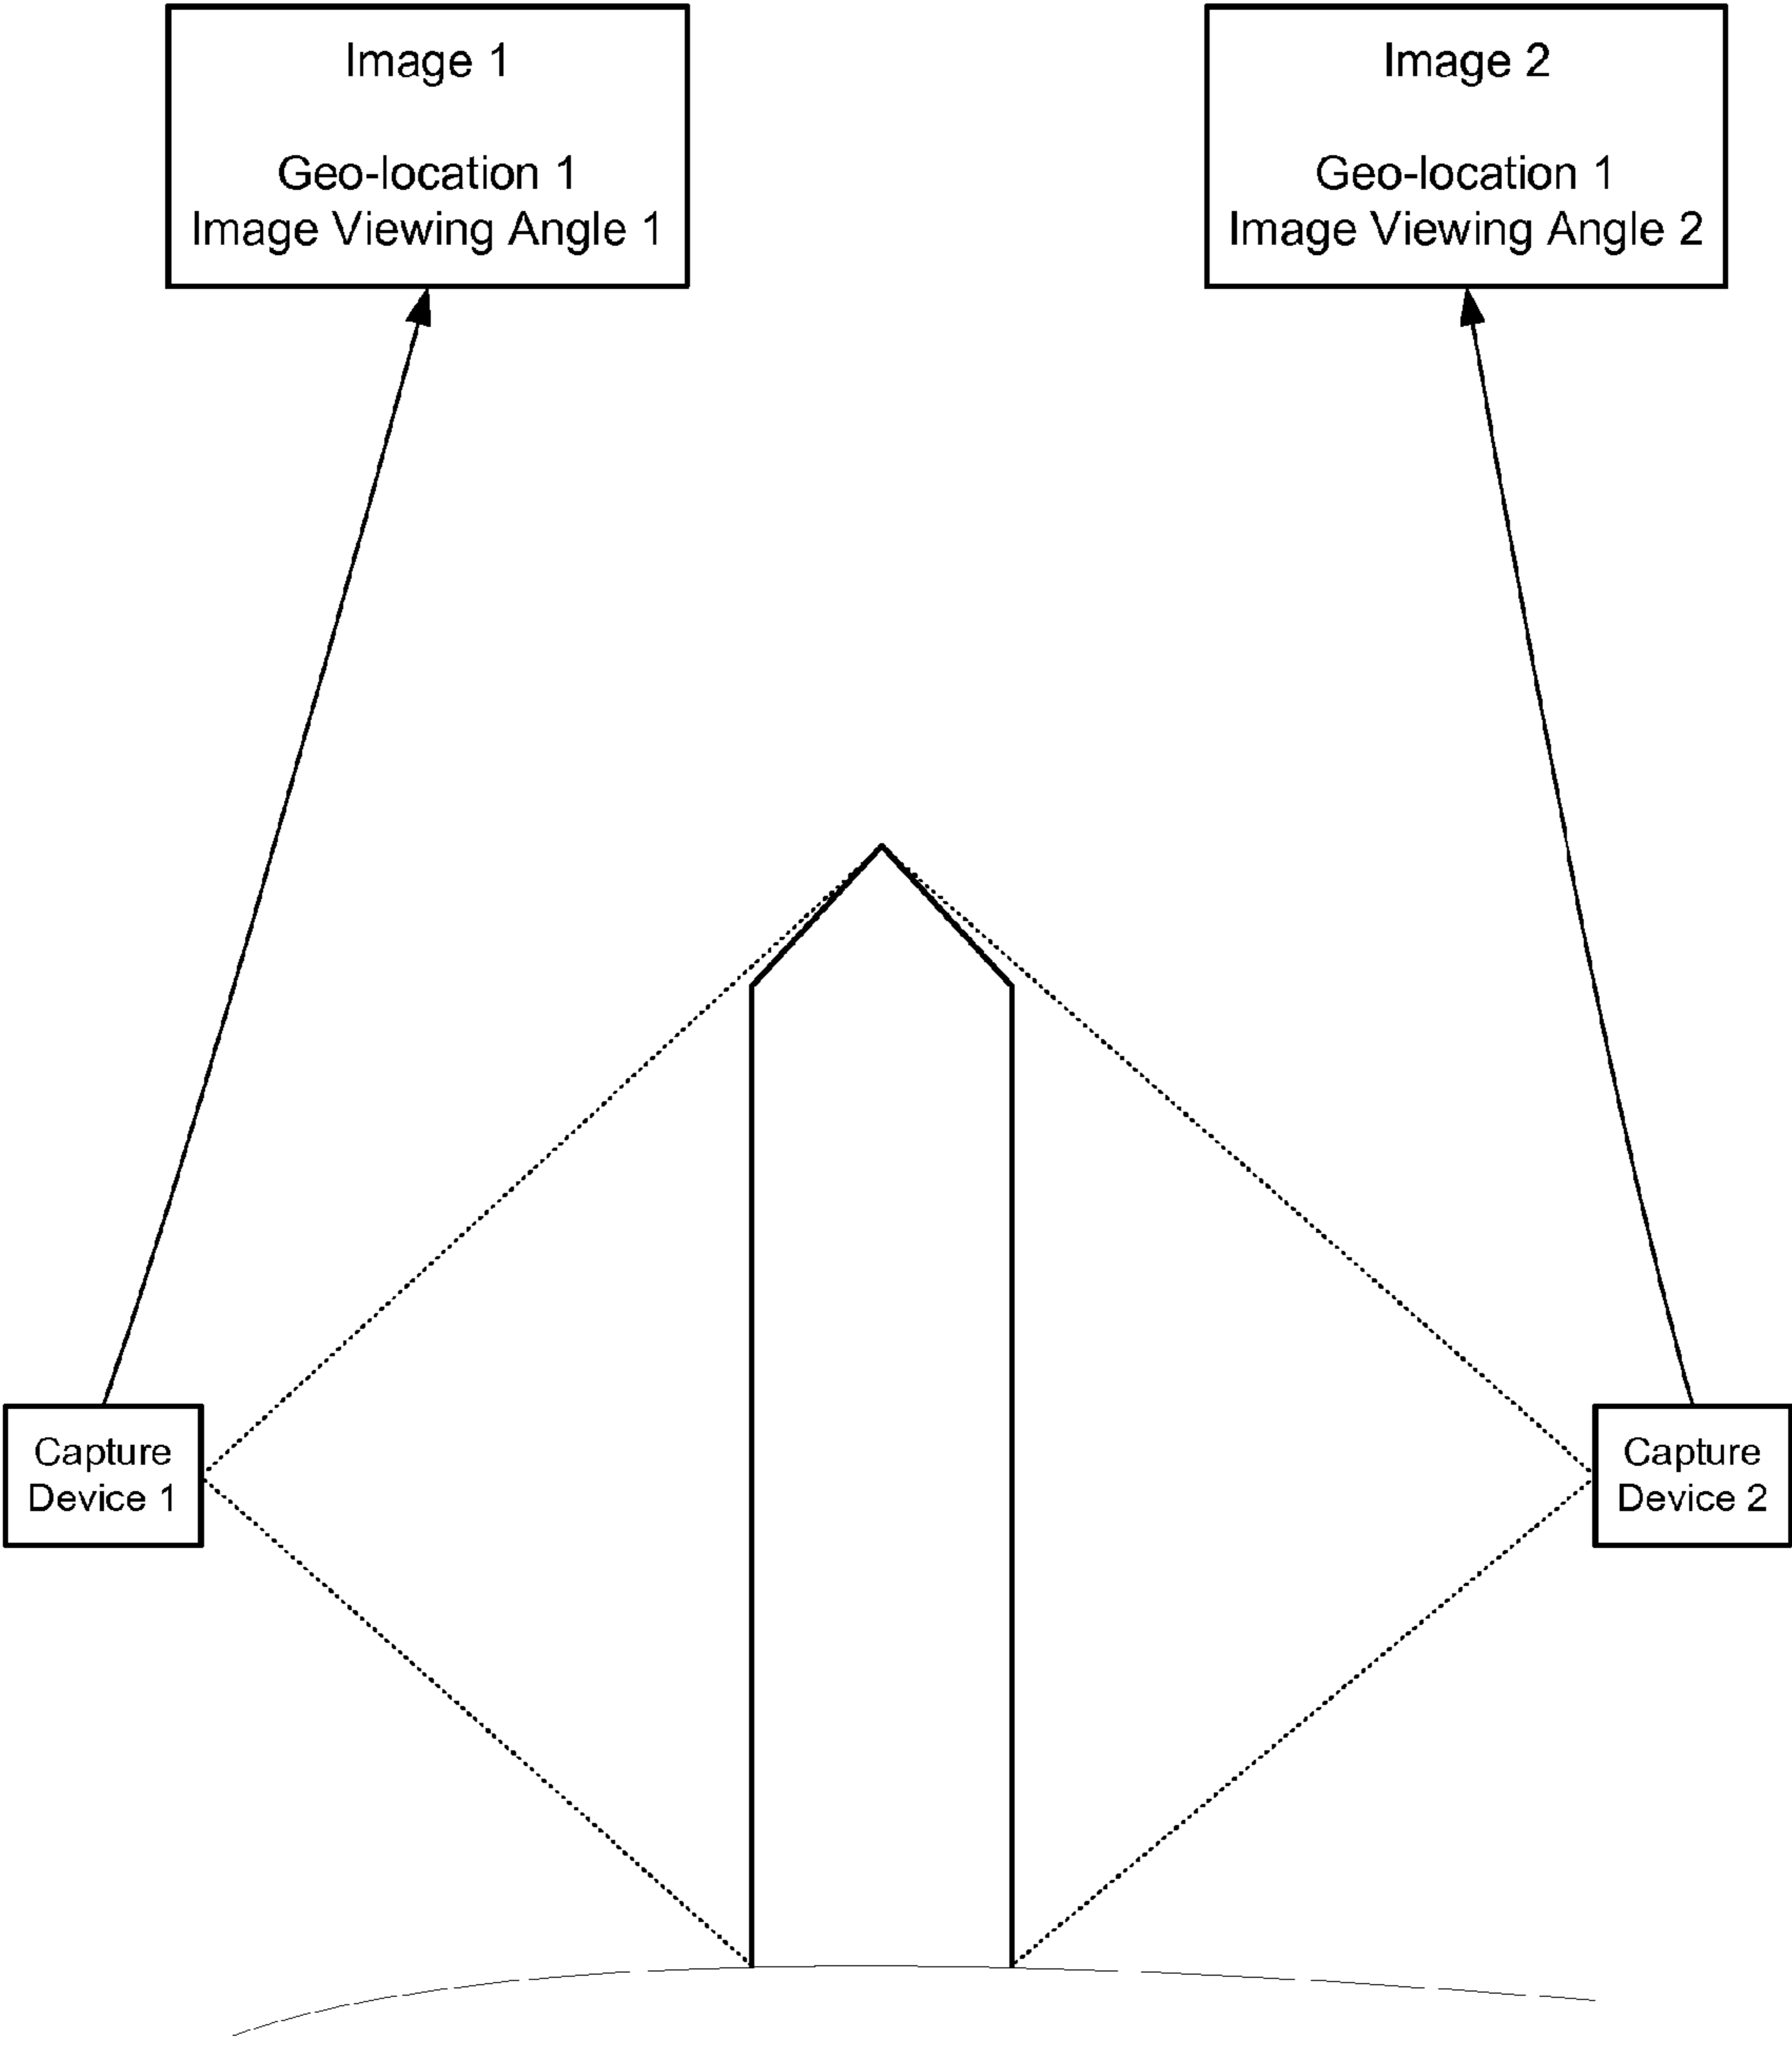 Image 1
Geo-location 1
Image Viewing Angle 1
Image 2
Geo-location 1
Image Viewing Angle 2
Capture
Device 1
Capture
Device 2